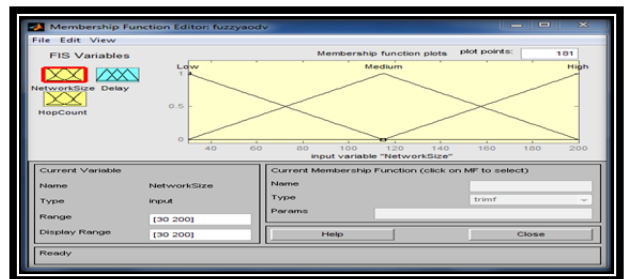 Membership Function Editor: fuzzyaodv
File Edit View
FIS Variables
Membership function plots plot points: 181
NetworkSize Delay
HopCount
Low Medium High
1
0.5
0
40 60 80 100 120 140 160 180 200
input variable "NetworkSize"
Current Variable
Name NetworkSize
Type input
Range [30 200]
Display Range [30 200]
Current Membership Function (click on MF to select)
Name
Type trimf
Params
Help Close
Ready